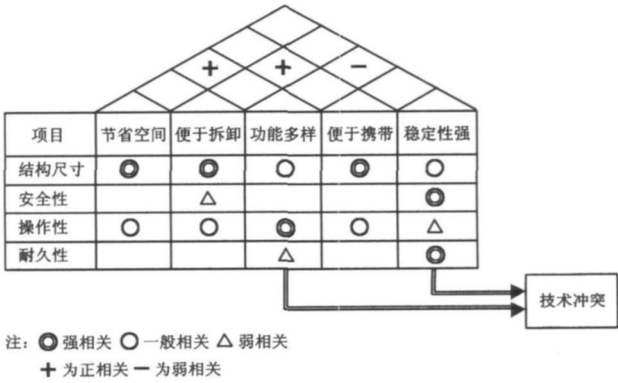 + + −
项目 节省空间 便于拆卸 功能多样 便于携带 稳定性强
结构尺寸 ◎ ◎ ○ ◎ ○
安全性 △ ◎
操作性 ○ ○ ◎ ○ △
耐久性 △ ◎
技术冲突
注：◎强相关 ○一般相关 △弱相关
+为正相关 −为弱相关